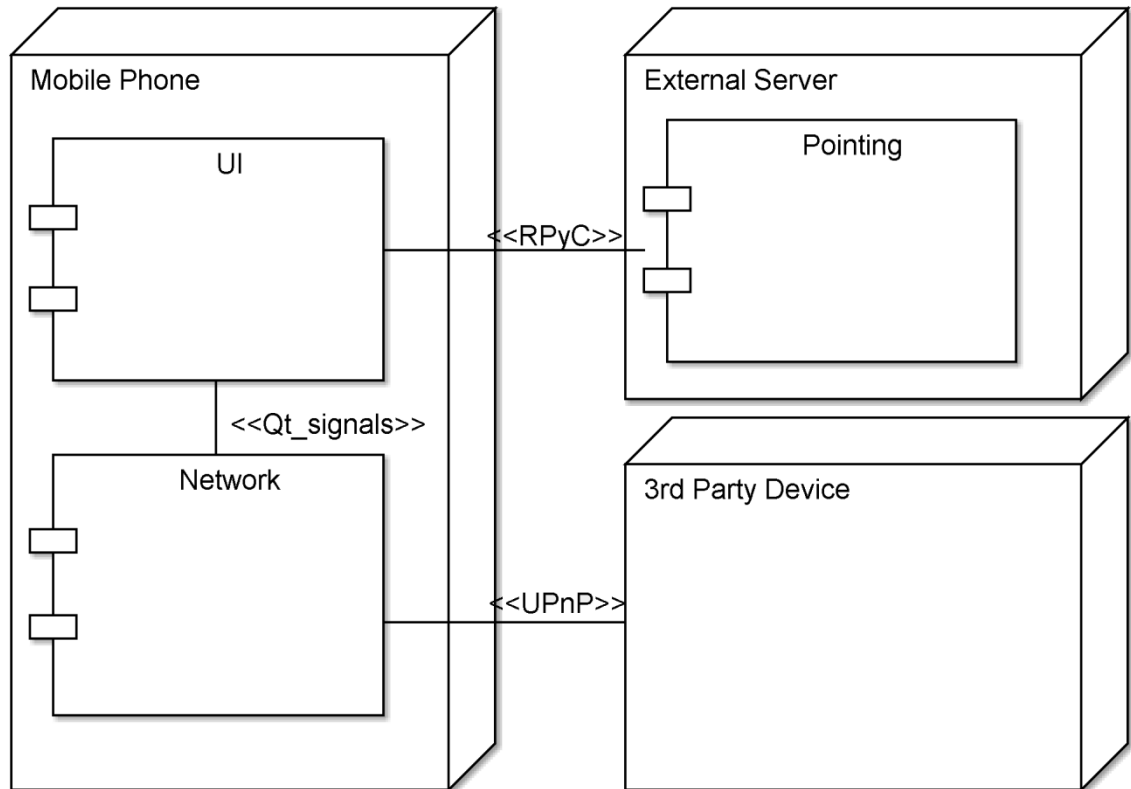 Mobile Phone
UI
<<Qt_signals>>
Network
<<RPyC>>
<<UPnP>>
External Server
Pointing
3rd Party Device